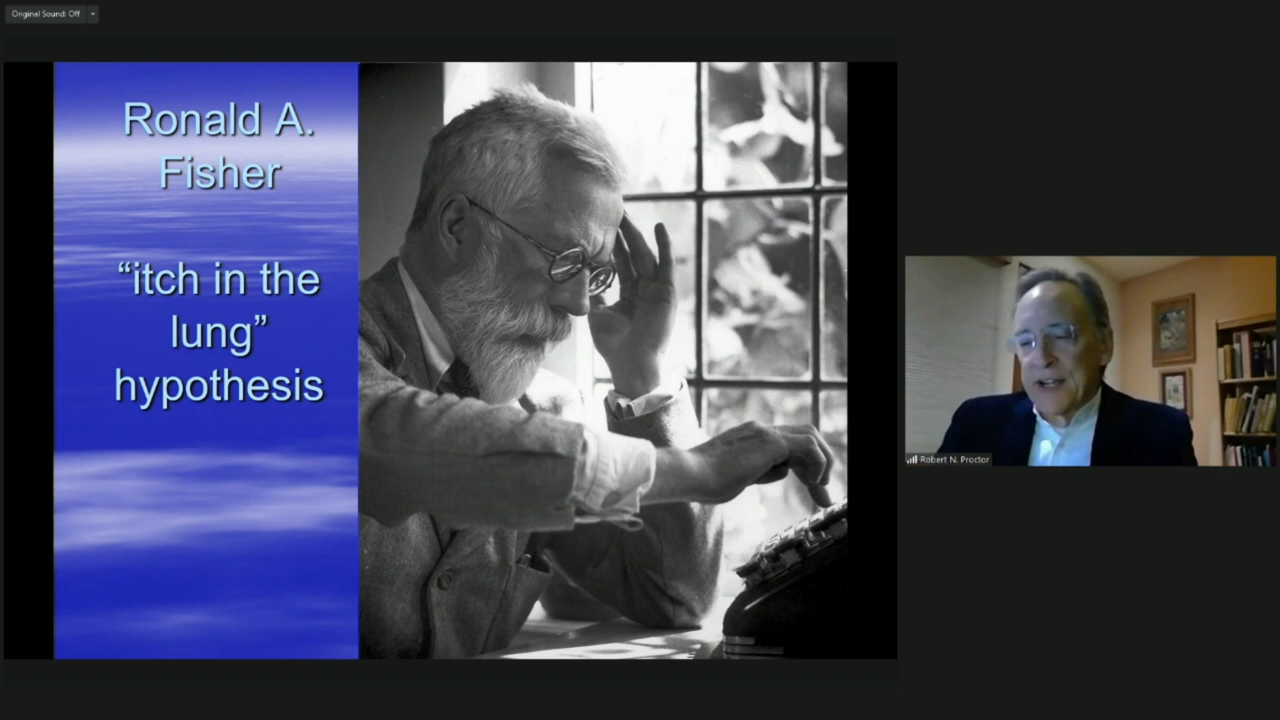 Original Sound: Off
Ronald A.
Fisher
“itch in the
lung”
hypothesis
Robert N. Proctor